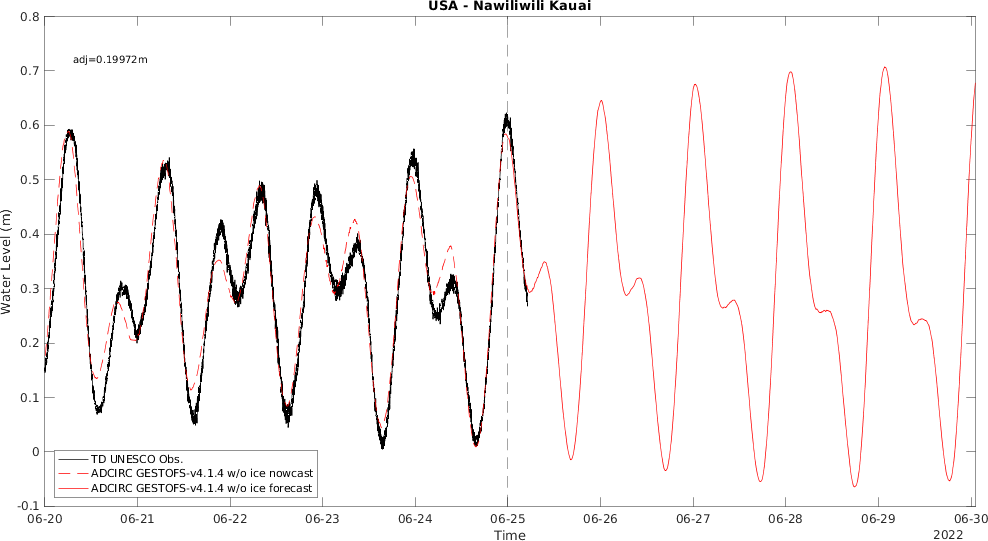 USA - Nawiliwili Kauai
0.8
0.7
0.6
0.5
0.4
0.3
0.2
0.1
0
-0.1
Water Level (m)
adj=0.19972m
TD UNESCO Obs.
ADCIRC GESTOFS-v4.1.4 w/o ice nowcast
ADCIRC GESTOFS-v4.1.4 w/o ice forecast
06-20 06-21 06-22 06-23 06-24 06-25 06-26 06-27 06-28 06-29 06-30
Time
2022